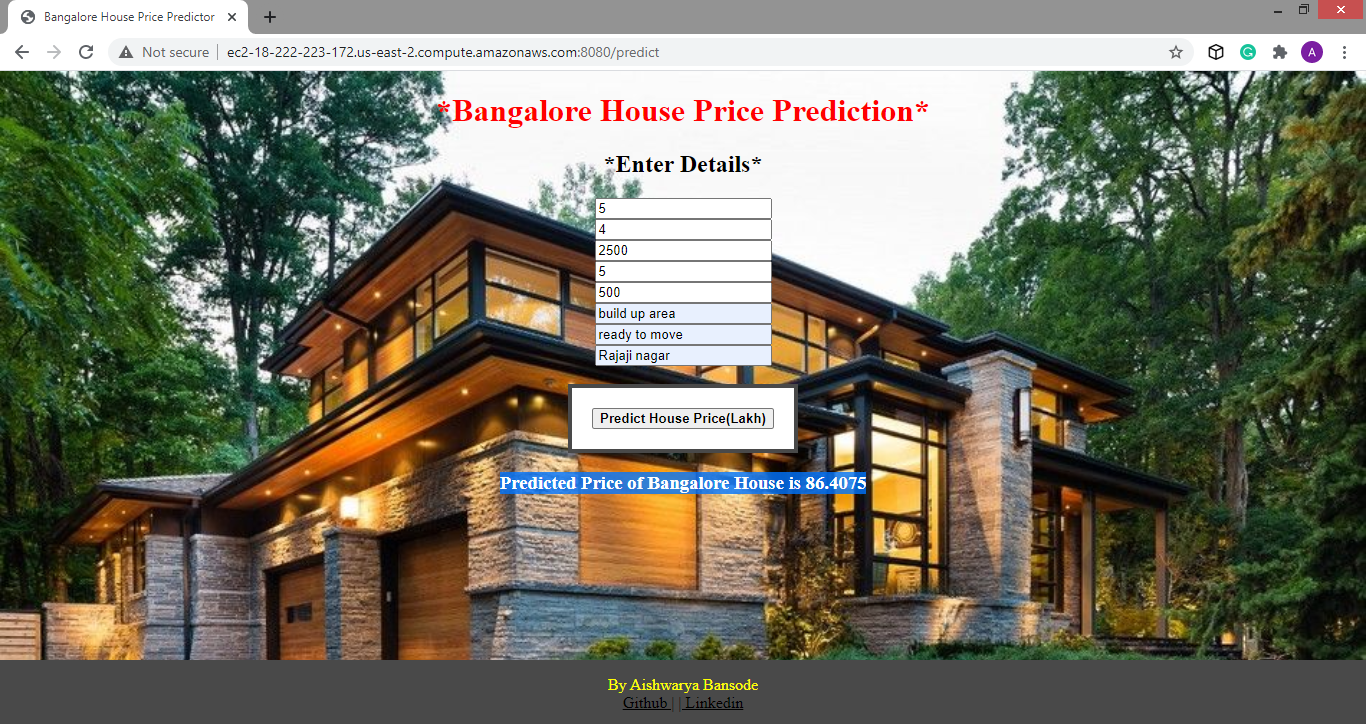 Bangalore House Price Predictor
Not secure
ec2-18-222-223-172.us-east-2.compute.amazonaws.com:8080/predict
A
*Bangalore House Price Prediction*
*Enter Details*
5
4
2500
5
500
build up area
ready to move
Rajaji nagar
Predict House Price(Lakh)
Predicted Price of Bangalore House is 86.4075
By Aishwarya Bansode
Github | | Linkedin